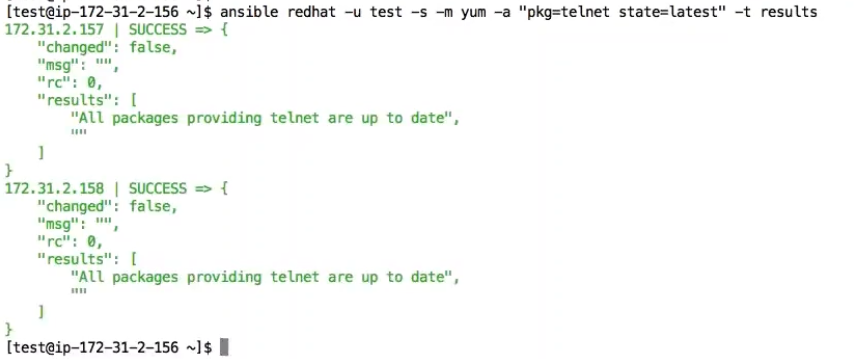 [test@ip-172-31-2-156 ~]$ ansible redhat -u test -s -m yum -a "pkg=telnet state=latest" -t results
172.31.2.157 | SUCCESS => {
    "changed": false,
    "msg": "",
    "rc": 0,
    "results": [
        "All packages providing telnet are up to date",
        ""
    ]
}
172.31.2.158 | SUCCESS => {
    "changed": false,
    "msg": "",
    "rc": 0,
    "results": [
        "All packages providing telnet are up to date",
        ""
    ]
}
[test@ip-172-31-2-156 ~]$